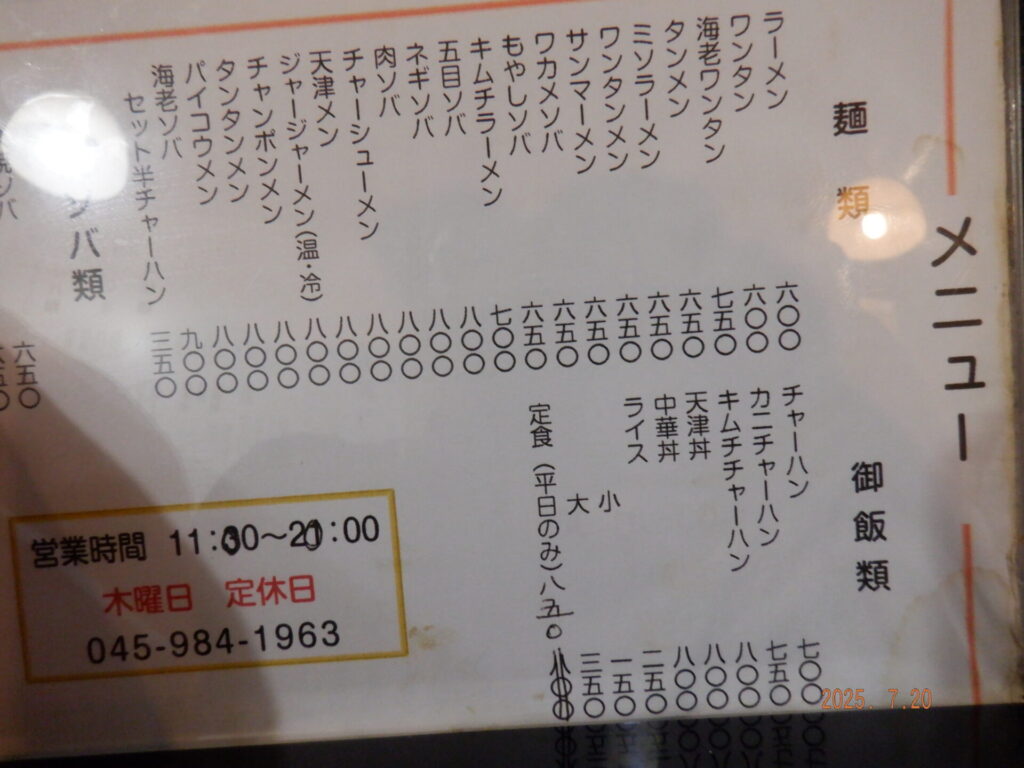 メニュー
麺類
ラーメン 六〇〇
ワンタン 六〇〇
海老ワンタン 七五〇
タンメン 六五〇
ミソラーメン 六五〇
ワンタンメン 六五〇
サンマーメン 六五〇
ワカメソバ 六五〇
もやしソバ 六五〇
キムチラーメン 七〇〇
五目ソバ 八〇〇
ネギソバ 八〇〇
肉ソバ 八〇〇
チャーシューメン 八〇〇
天津メン 八〇〇
ジャージャーメン(温・冷) 八〇〇
チャンポンメン 八〇〇
タンタンメン 八〇〇
パイコウメン 八〇〇
海老ソバ 九〇〇
セット半チャーハン 三五〇
バ類
ソバ 六五〇
御飯類
チャーハン 七〇〇
カニチャーハン 七五〇
キムチチャーハン 八〇〇
天津丼 八〇〇
中華丼 八〇〇
ライス 二五〇
小 一五〇
大 三五〇
定食(平日のみ)八五〇 八〇〇
営業時間 11:00〜20:00
木曜日 定休日
045-984-1963
2025. 7.20